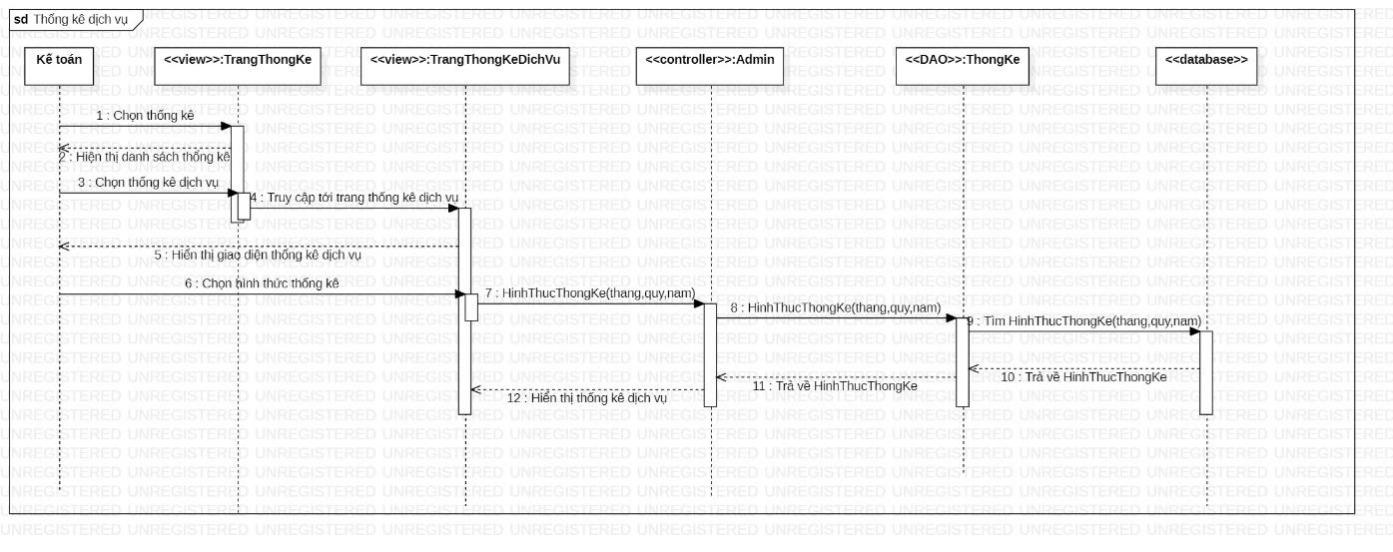 sd Thống kê dịch vụ
Kế toán
<<view>>:TrangThongKe
<<view>>:TrangThongKeDichVu
<<controller>>:Admin
<<DAO>>:ThongKe
<<database>>
1 : Chọn thống kê
2 : Hiện thị danh sách thống kê
3 : Chọn thống kê dịch vụ
4 : Truy cập tới trang thống kê dịch vụ
5 : Hiển thị giao diện thống kê dịch vụ
6 : Chọn hình thức thống kê
7 : HinhThucThongKe(thang,quy,nam)
8 : HinhThucThongKe(thang,quy,nam)
9 : Tìm HinhThucThongKe(thang,quy,nam)
10 : Trả về HinhThucThongKe
11 : Trả về HinhThucThongKe
12 : Hiển thị thống kê dịch vụ
UNREGISTERED